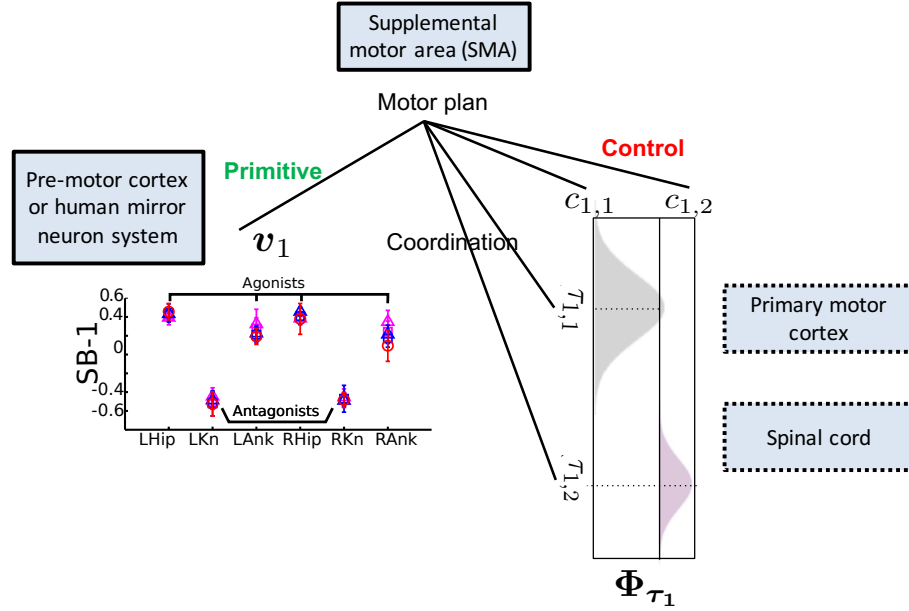 Supplemental
motor area (SMA)
Motor plan
Primitive
Control
Pre-motor cortex
or human mirror
neuron system
v₁
Coordination
c₁,₁
c₁,₂
τ₁,₁
τ₁,₂
Φτ₁
Primary motor
cortex
Spinal cord
Agonists
0.6
0.4
0
-0.4
-0.6
SB-1
Antagonists
LHip LKn LAnk RHip RKn RAnk